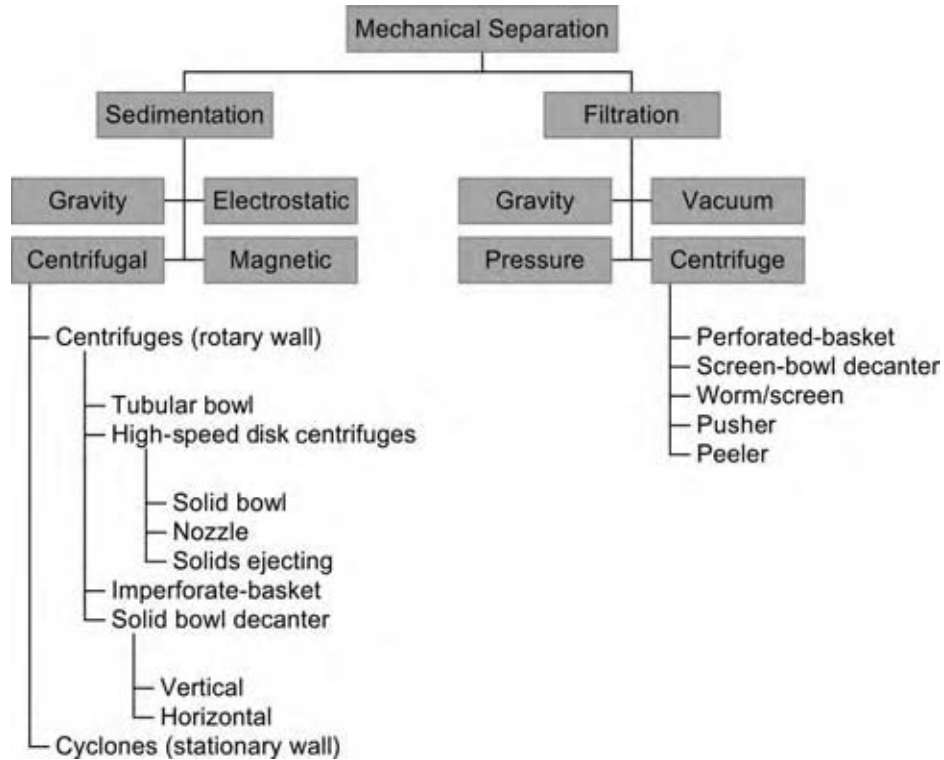 Mechanical Separation
Sedimentation
Filtration
Gravity
Electrostatic
Gravity
Vacuum
Centrifugal
Magnetic
Pressure
Centrifuge
Centrifuges (rotary wall)
Tubular bowl
High-speed disk centrifuges
Solid bowl
Nozzle
Solids ejecting
Imperforate-basket
Solid bowl decanter
Vertical
Horizontal
Cyclones (stationary wall)
Perforated-basket
Screen-bowl decanter
Worm/screen
Pusher
Peeler